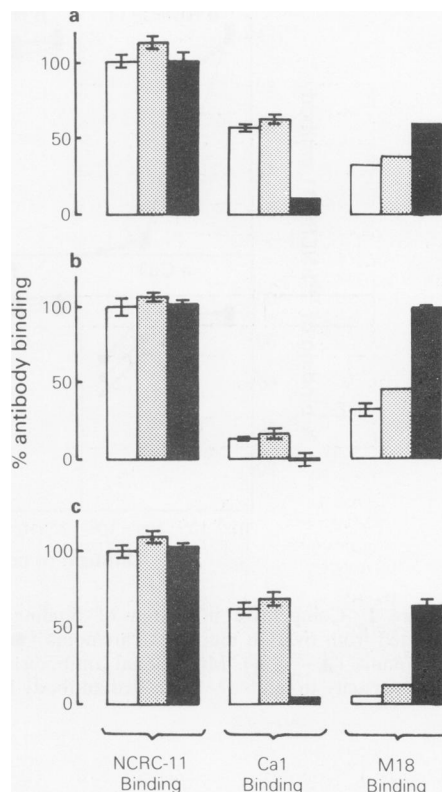 a
100
50
0
b
% antibody binding
100
50
0
c
100
50
0
NCRC-11
Binding
Ca1
Binding
M18
Binding